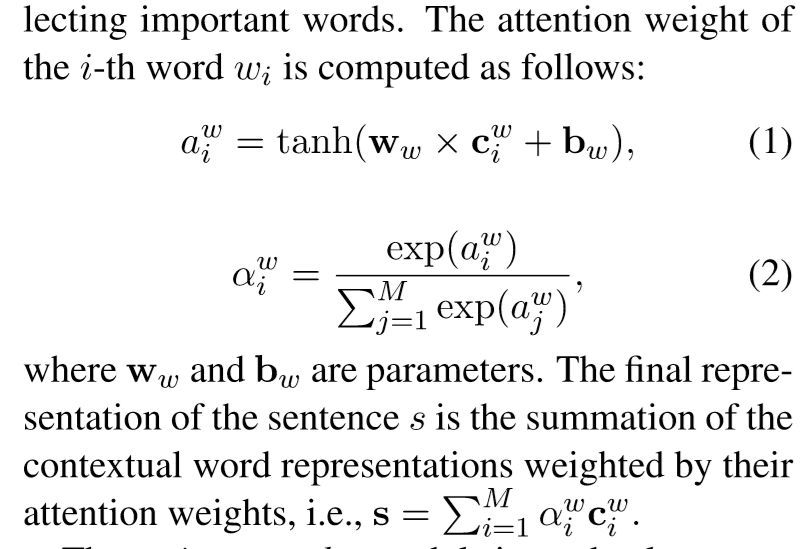 lecting important words. The attention weight of
the i-th word w_i is computed as follows:
a_i^w = tanh(w_w × c_i^w + b_w), (1)
α_i^w = exp(a_i^w) / ∑_{j=1}^M exp(a_j^w), (2)
where w_w and b_w are parameters. The final repre-
sentation of the sentence s is the summation of the
contextual word representations weighted by their
attention weights, i.e., s = ∑_{i=1}^M α_i^w c_i^w.